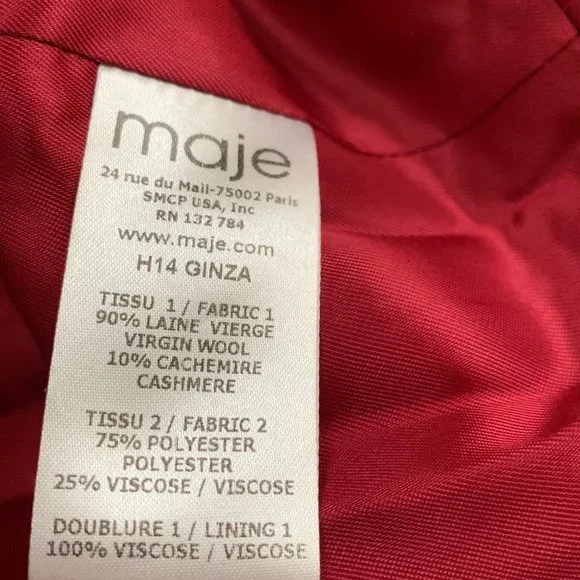 maje
24 rue du Mail-75002 Paris
SMCP USA, Inc
RN 132 784
www.maje.com
H14 GINZA
TISSU 1 / FABRIC 1
90% LAINE VIERGE
VIRGIN WOOL
10% CACHEMIRE
CASHMERE
TISSU 2 / FABRIC 2
75% POLYESTER
POLYESTER
25% VISCOSE / VISCOSE
DOUBLURE 1 / LINING 1
100% VISCOSE / VISCOSE